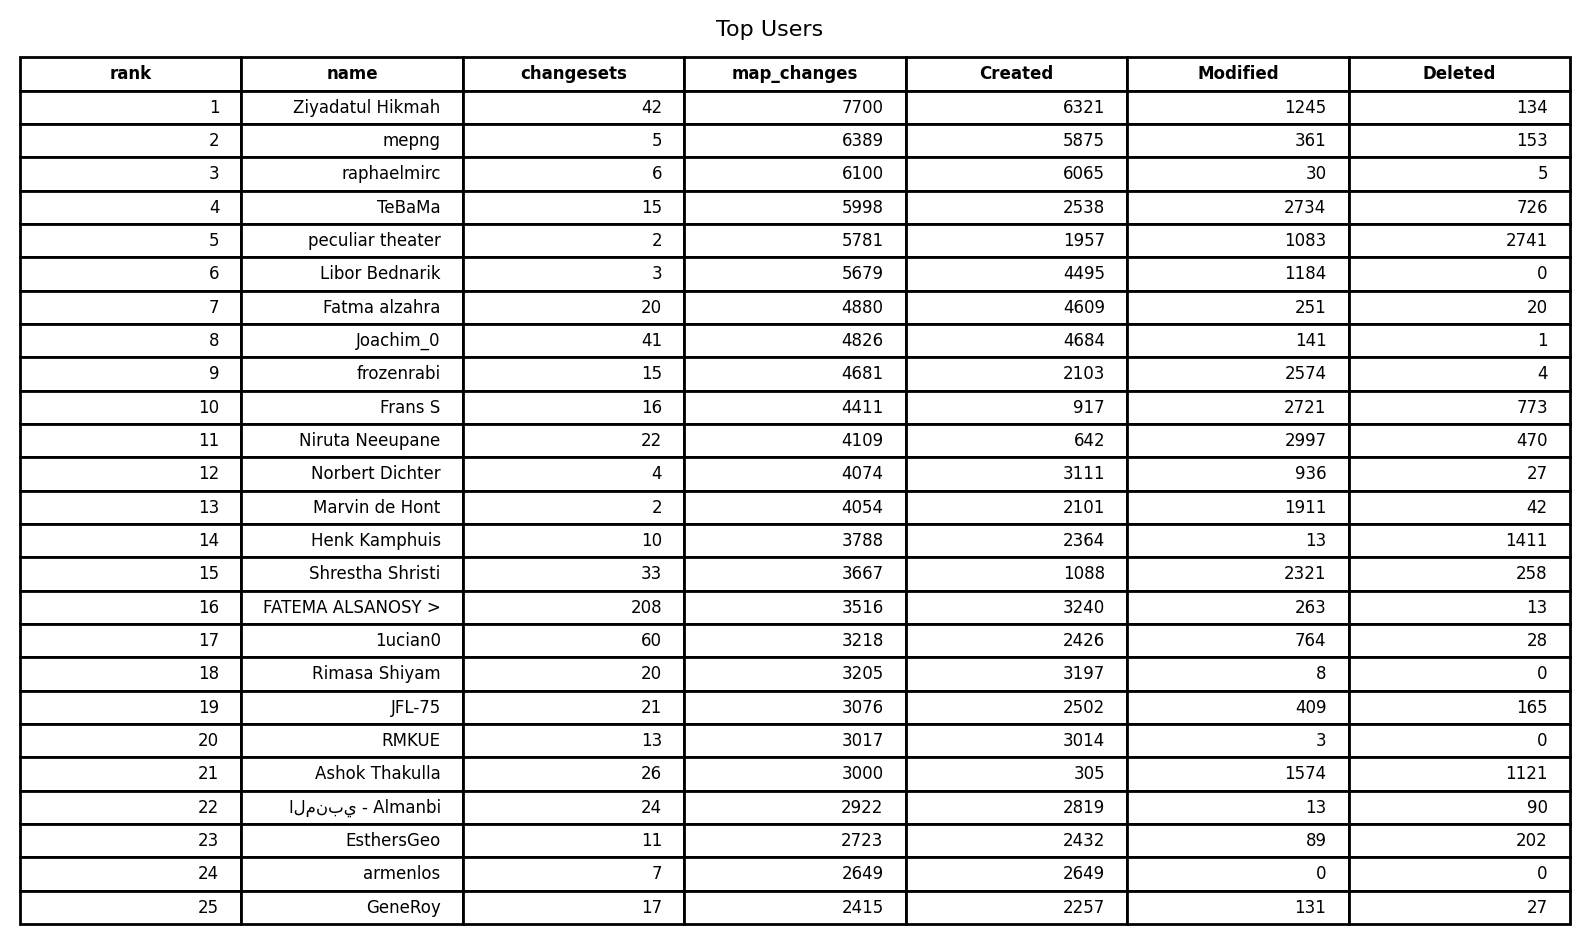 Top Users
rank name changesets map_changes Created Modified Deleted
1 Ziyadatul Hikmah 42 7700 6321 1245 134
2 mepng 5 6389 5875 361 153
3 raphaelmirc 6 6100 6065 30 5
4 TeBaMa 15 5998 2538 2734 726
5 peculiar theater 2 5781 1957 1083 2741
6 Libor Bednarik 3 5679 4495 1184 0
7 Fatma alzahra 20 4880 4609 251 20
8 Joachim_0 41 4826 4684 141 1
9 frozenrabi 15 4681 2103 2574 4
10 Frans S 16 4411 917 2721 773
11 Niruta Neeupane 22 4109 642 2997 470
12 Norbert Dichter 4 4074 3111 936 27
13 Marvin de Hont 2 4054 2101 1911 42
14 Henk Kamphuis 10 3788 2364 13 1411
15 Shrestha Shristi 33 3667 1088 2321 258
16 FATEMA ALSANOSY > 208 3516 3240 263 13
17 1ucian0 60 3218 2426 764 28
18 Rimasa Shiyam 20 3205 3197 8 0
19 JFL-75 21 3076 2502 409 165
20 RMKUE 13 3017 3014 3 0
21 Ashok Thakulla 26 3000 305 1574 1121
22 المنبي - Almanbi 24 2922 2819 13 90
23 EsthersGeo 11 2723 2432 89 202
24 armenlos 7 2649 2649 0 0
25 GeneRoy 17 2415 2257 131 27